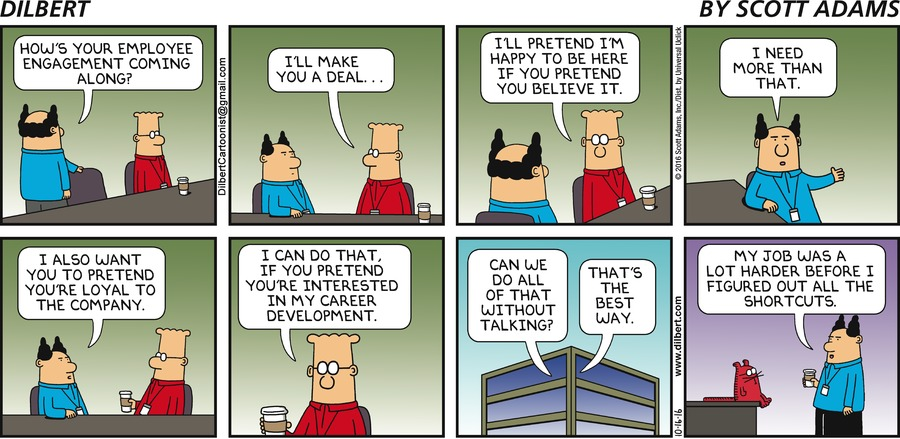 DILBERT
BY SCOTT ADAMS
HOW'S YOUR EMPLOYEE
ENGAGEMENT COMING
ALONG?
DilbertCartoonist@gmail.com
I'LL MAKE
YOU A DEAL...
I'LL PRETEND I'M
HAPPY TO BE HERE
IF YOU PRETEND
YOU BELIEVE IT.
© 2016 Scott Adams, Inc./Dist. by Universal Uclick
I NEED
MORE THAN
THAT.
I ALSO WANT
YOU TO PRETEND
YOU'RE LOYAL TO
THE COMPANY.
I CAN DO THAT,
IF YOU PRETEND
YOU'RE INTERESTED
IN MY CAREER
DEVELOPMENT.
CAN WE
DO ALL
OF THAT
WITHOUT
TALKING?
THAT'S
THE
BEST
WAY.
10-16-16
www.dilbert.com
MY JOB WAS A
LOT HARDER BEFORE I
FIGURED OUT ALL THE
SHORTCUTS.